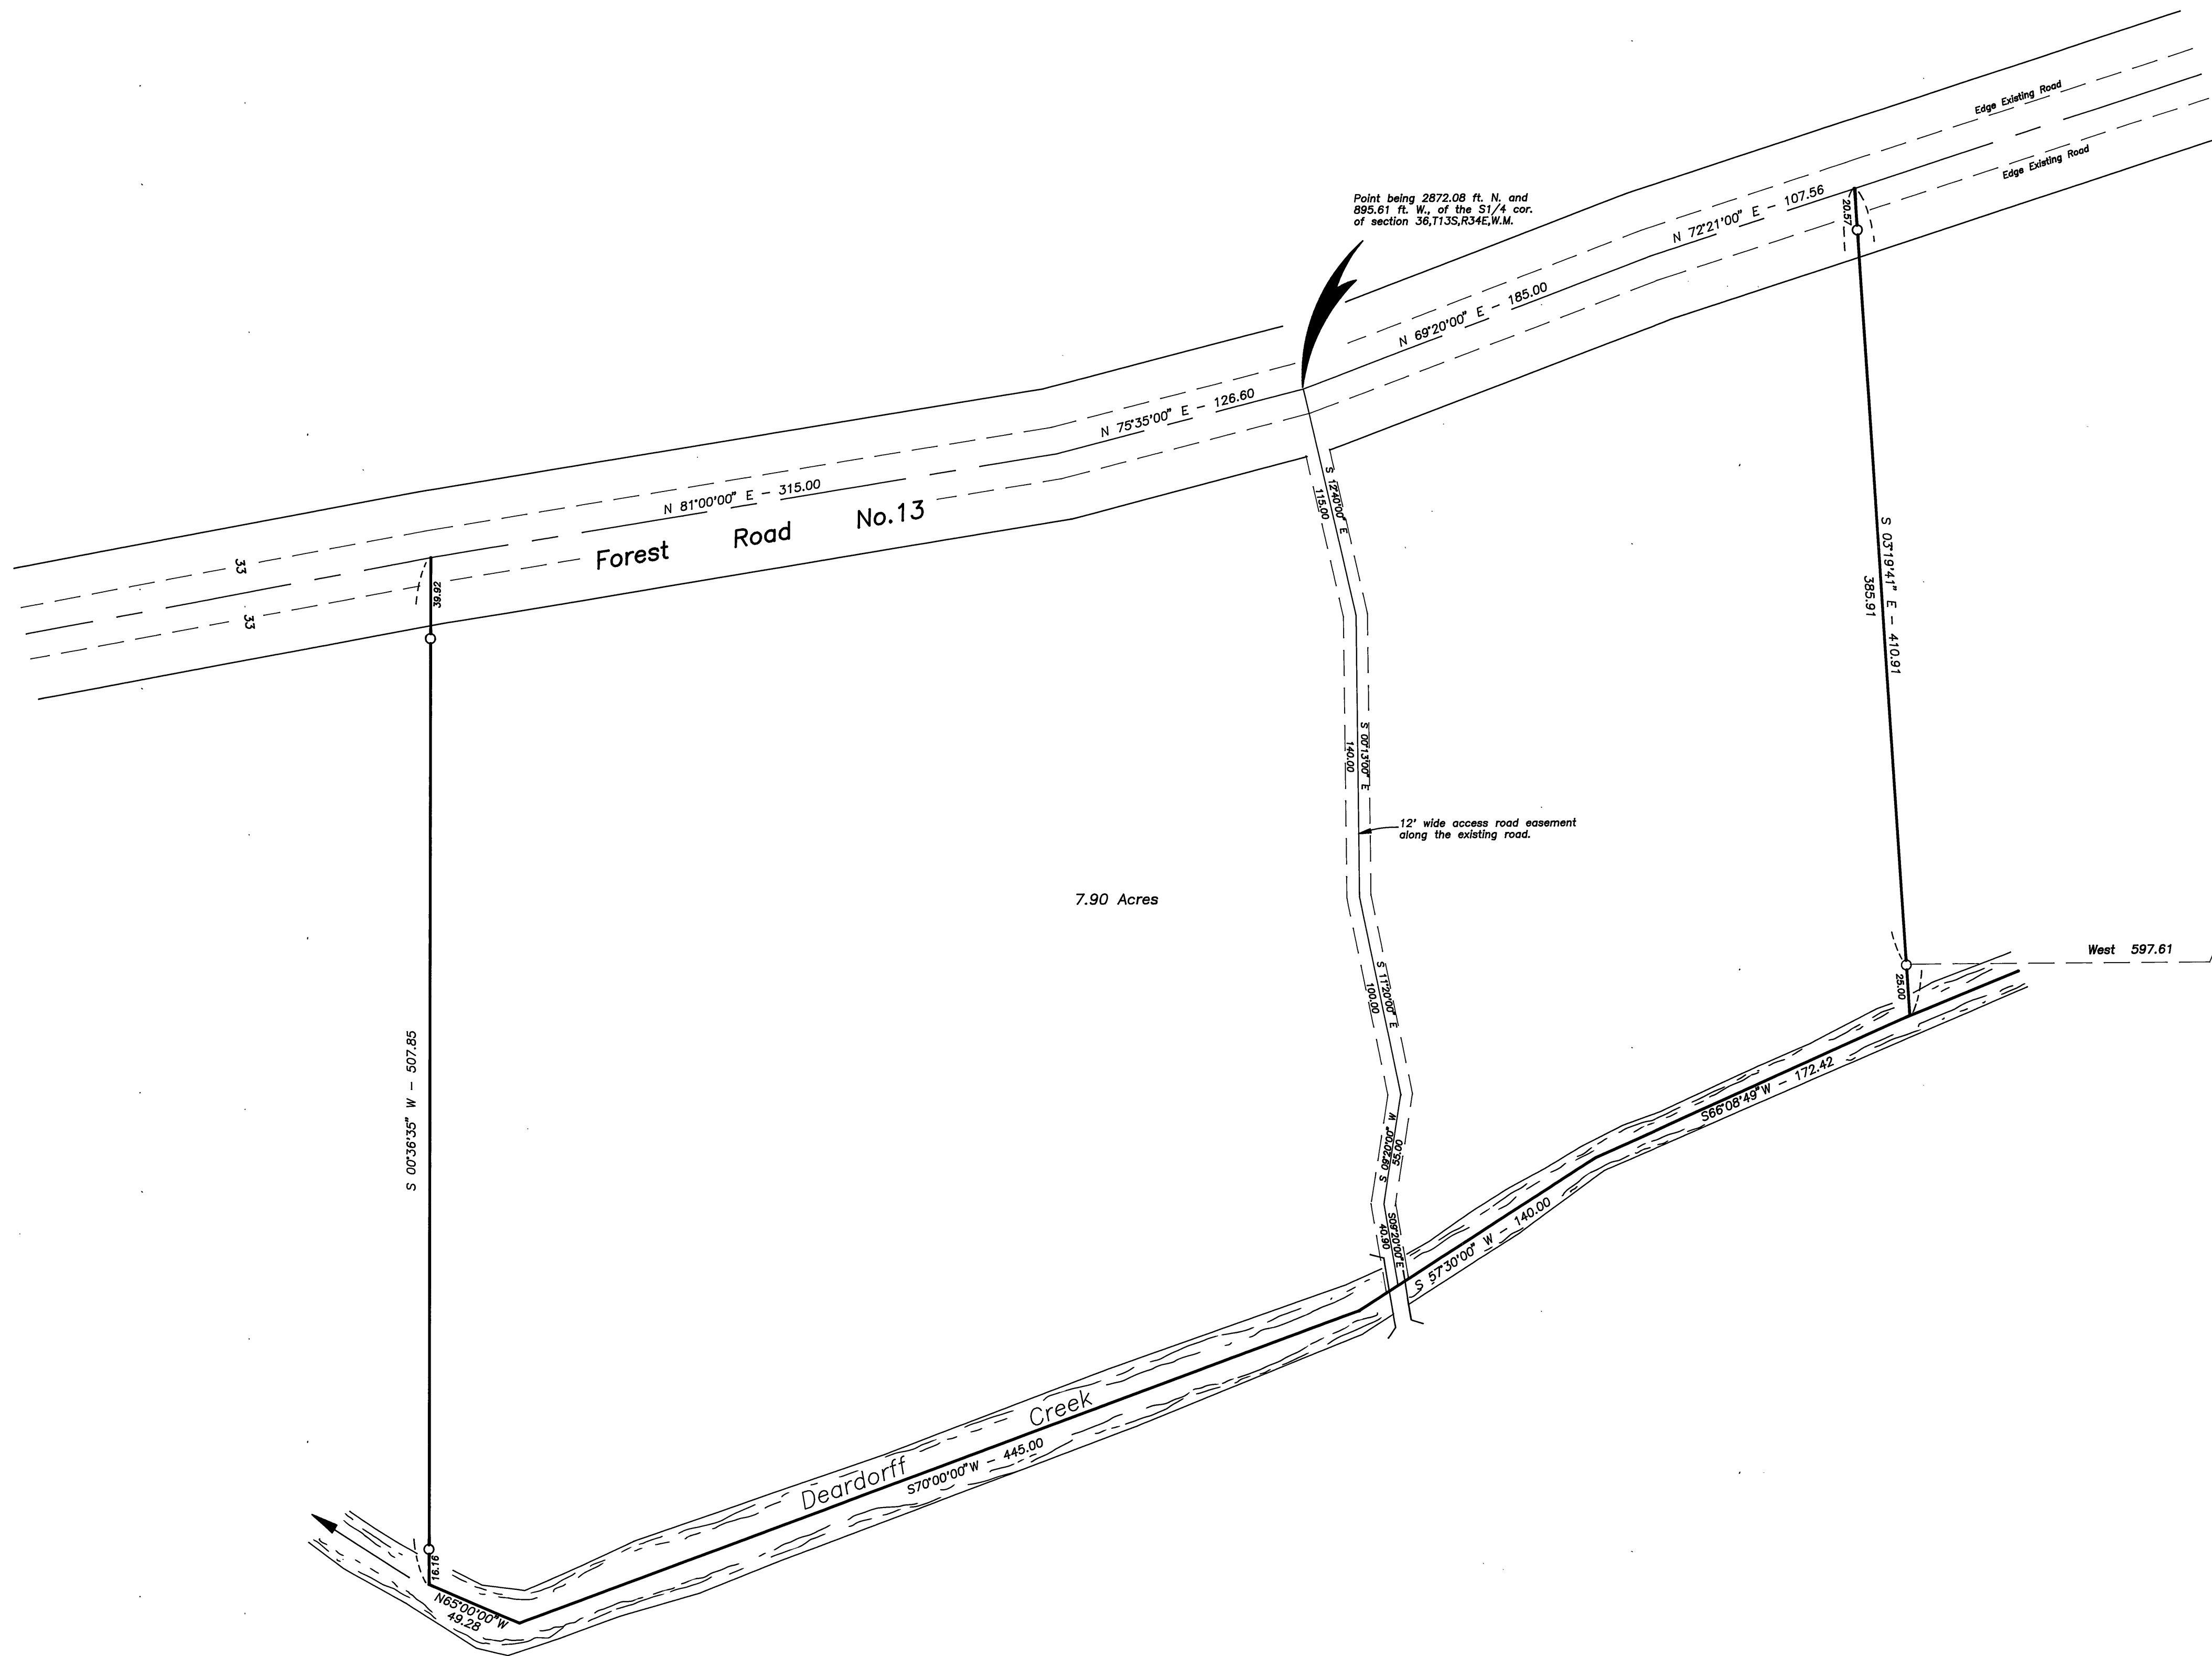 Edge Existing Road
Edge Existing Road
Point being 2872.08 ft. N. and
895.61 ft. W., of the S1/4 cor.
of section 36,T13S,R34E,W.M.
N 72°21'00" E - 107.56
20.57
N 69°20'00" E - 185.00
N 75°35'00" E - 126.60
N 81°00'00" E - 315.00
Forest Road No.13
33
33
39.92
S 12°40'00" E
115.00
S 03°19'41" E - 410.91
385.91
S 00°13'00" E
140.00
12' wide access road easement
along the existing road.
7.90 Acres
West 597.61
25.00
S 11°20'00" E
100.00
S 00°36'35" W - 507.85
S66°08'49"W - 172.42
S 09°20'00" W
55.00
S09°20'00"E
40.90
S 57°30'00" W - 140.00
Deardorff Creek
S70°00'00"W - 445.00
16.16
N65°00'00"W
49.28